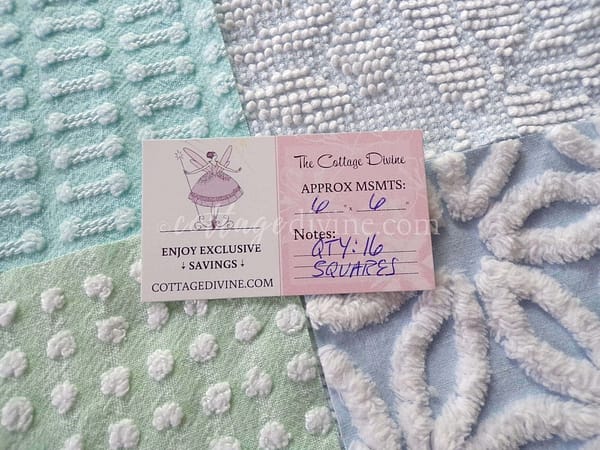 ENJOY EXCLUSIVE
↓ SAVINGS ↓
COTTAGEDIVINE.COM
The Cottage Divine
APPROX MSMTS:
6" x 6"
Notes:
QTY: 16
SQUARES
cottagedivine.com